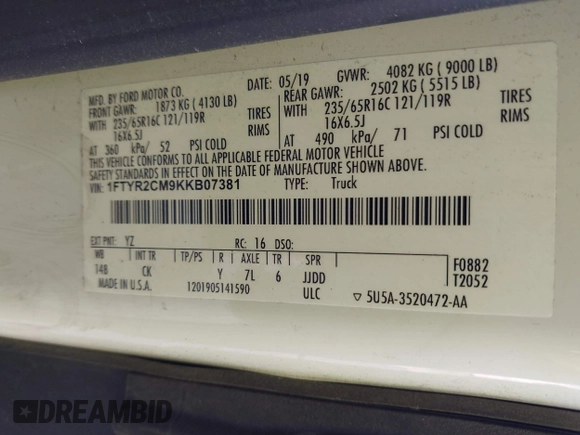 MFD. BY FORD MOTOR CO.
DATE: 05/19 GVWR: 4082 KG ( 9000 LB)
FRONT GAWR: 1873 KG ( 4130 LB)
REAR GAWR: 2502 KG ( 5515 LB)
WITH 235/65R16C 121/119R TIRES
WITH 235/65R16C 121/119R TIRES
16X6.5J RIMS
16X6.5J RIMS
AT 360 kPa/ 52 PSI COLD
AT 490 kPa/ 71 PSI COLD
THIS VEHICLE CONFORMS TO ALL APPLICABLE FEDERAL MOTOR VEHICLE
SAFETY STANDARDS IN EFFECT ON THE DATE OF MANUFACTURE SHOWN ABOVE.
VIN: 1FTYR2CM9KKB07381 TYPE: Truck
EXT PNT: YZ RC: 16 DSO:
WB INT TR TP/PS R AXLE TR SPR F0882
14B CK Y 7L 6 JJDD T2052
MADE IN U.S.A. 1201905141590 ULC ▽ 5U5A-3520472-AA
DREAMBID